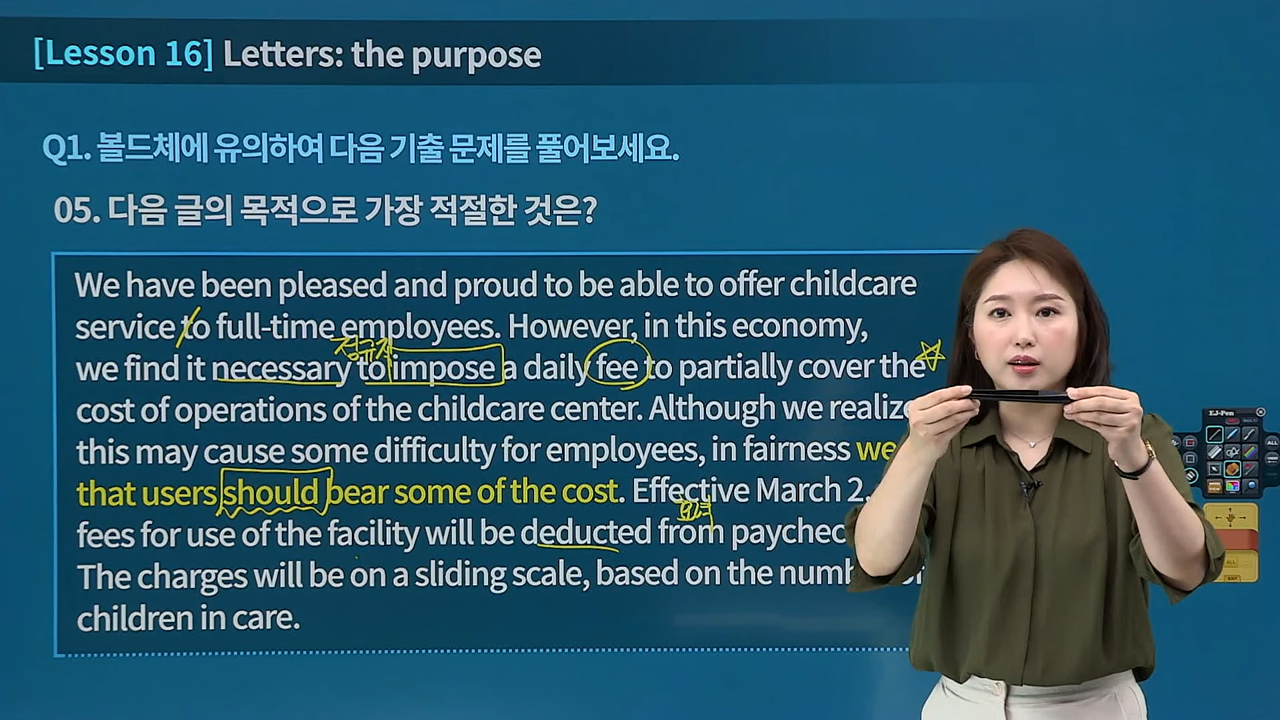 [Lesson 16] Letters: the purpose
Q1. 볼드체에 유의하여 다음 기출 문제를 풀어보세요.
05. 다음 글의 목적으로 가장 적절한 것은?
We have been pleased and proud to be able to offer childcare
service to full-time employees. However, in this economy,
정규직
we find it necessary to impose a daily fee to partially cover the
cost of operations of the childcare center. Although we realize
this may cause some difficulty for employees, in fairness we
that users should bear some of the cost. Effective March 2,
fees for use of the facility will be deducted from
The charges will be on a sliding scale, based on the
children in care.
EJ-Pen